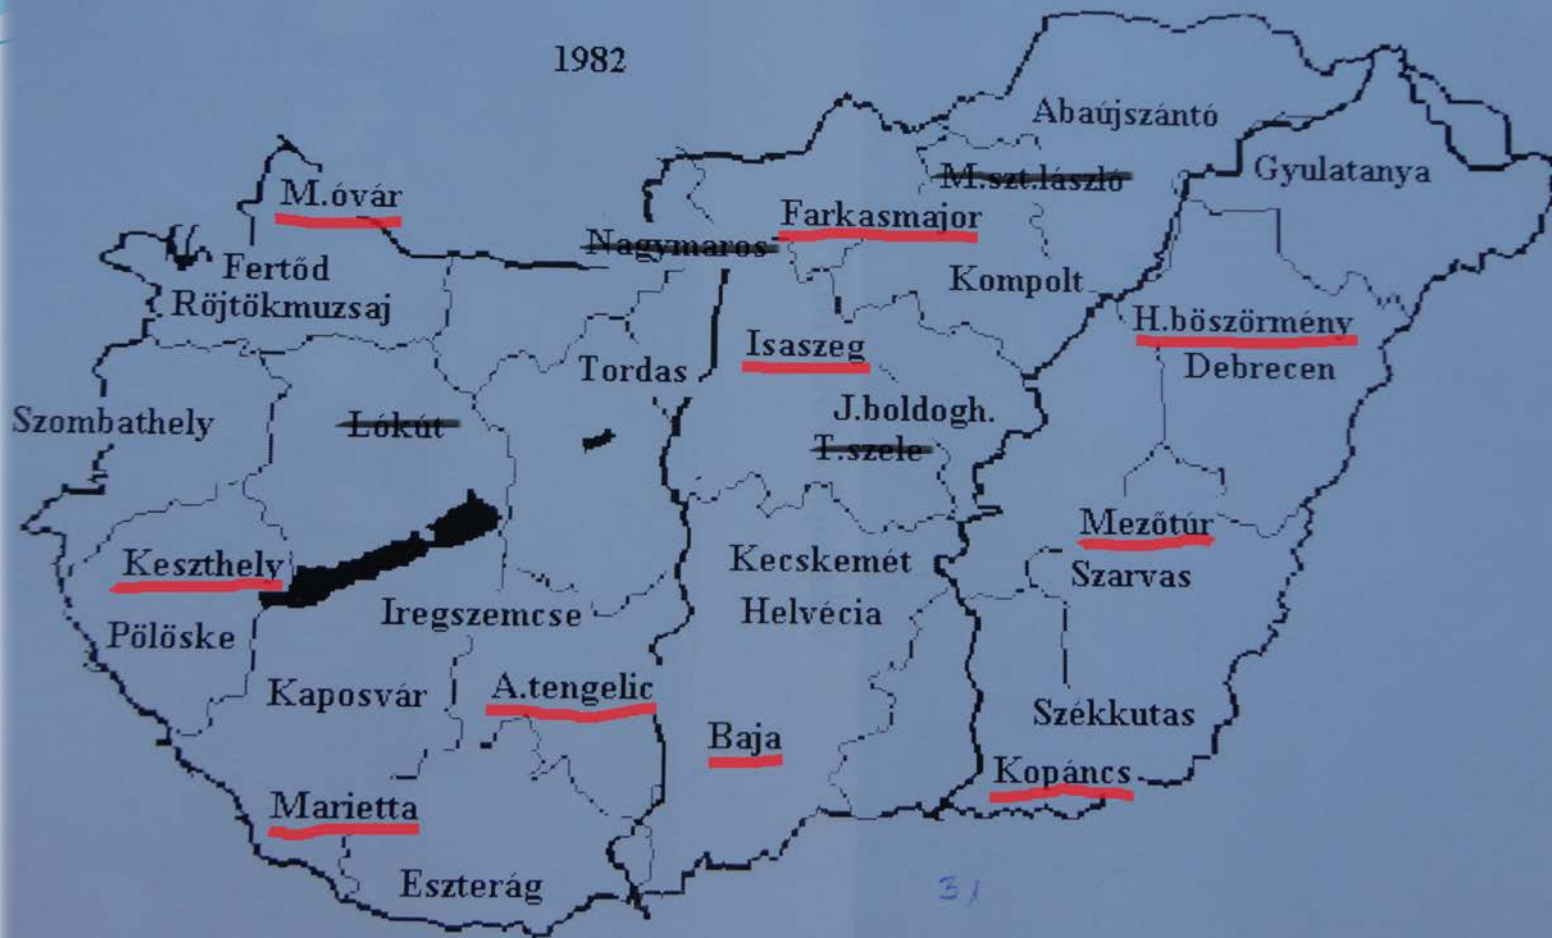 1982
Abaújszántó
M.szt.lászló
Gyulatanya
M.óvár
Farkasmajor
Nagymaros
Fertőd
Kompolt
Röjtökmuzsaj
H.böszörmény
Isaszeg
Tordas
Debrecen
J.boldogh.
Szombathely
Lókút
T.szele
Mezőtúr
Keszthely
Kecskemét
Szarvas
Iregszemcse
Helvécia
Pölöske
Kaposvár
A.tengelic
Székkutas
Baja
Kopáncs
Marietta
Eszterág
31